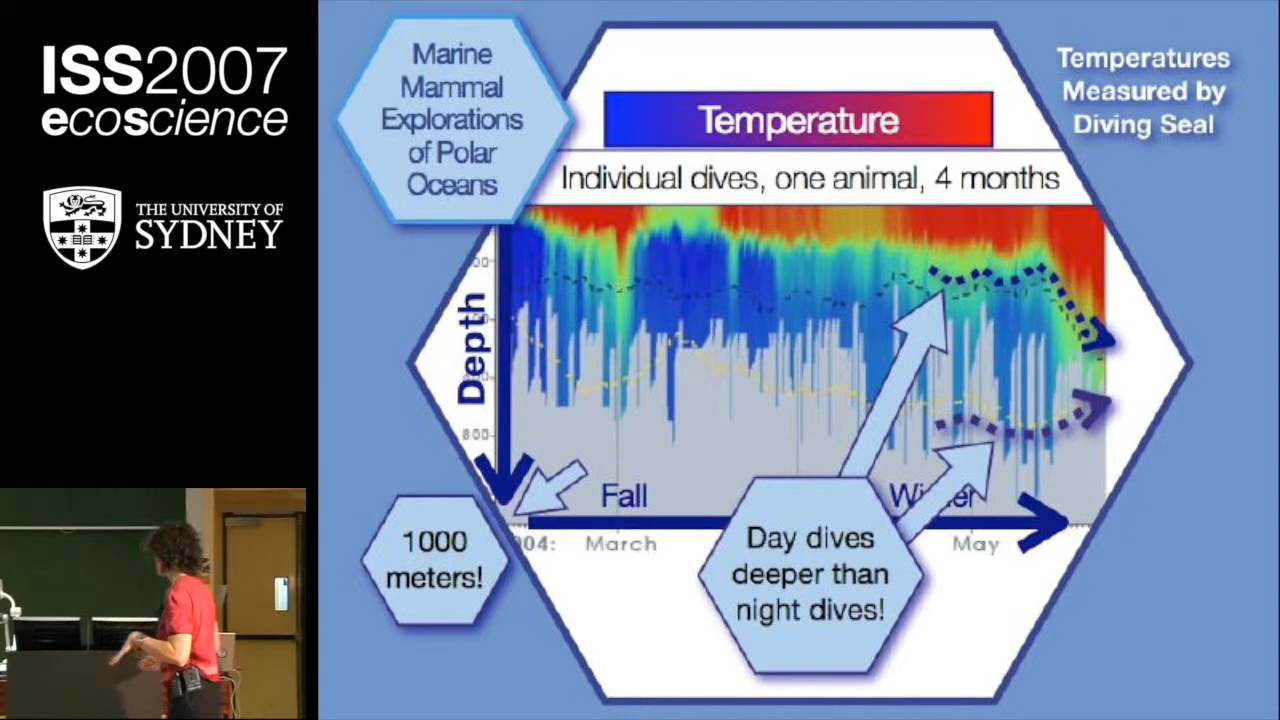 ISS2007
ecoscience
THE UNIVERSITY OF
SYDNEY
Marine
Mammal
Explorations
of Polar
Oceans
Temperatures
Measured by
Diving Seal
Temperature
Individual dives, one animal, 4 months
Depth
800
Fall
Winter
004:
March
May
1000
meters!
Day dives
deeper than
night dives!